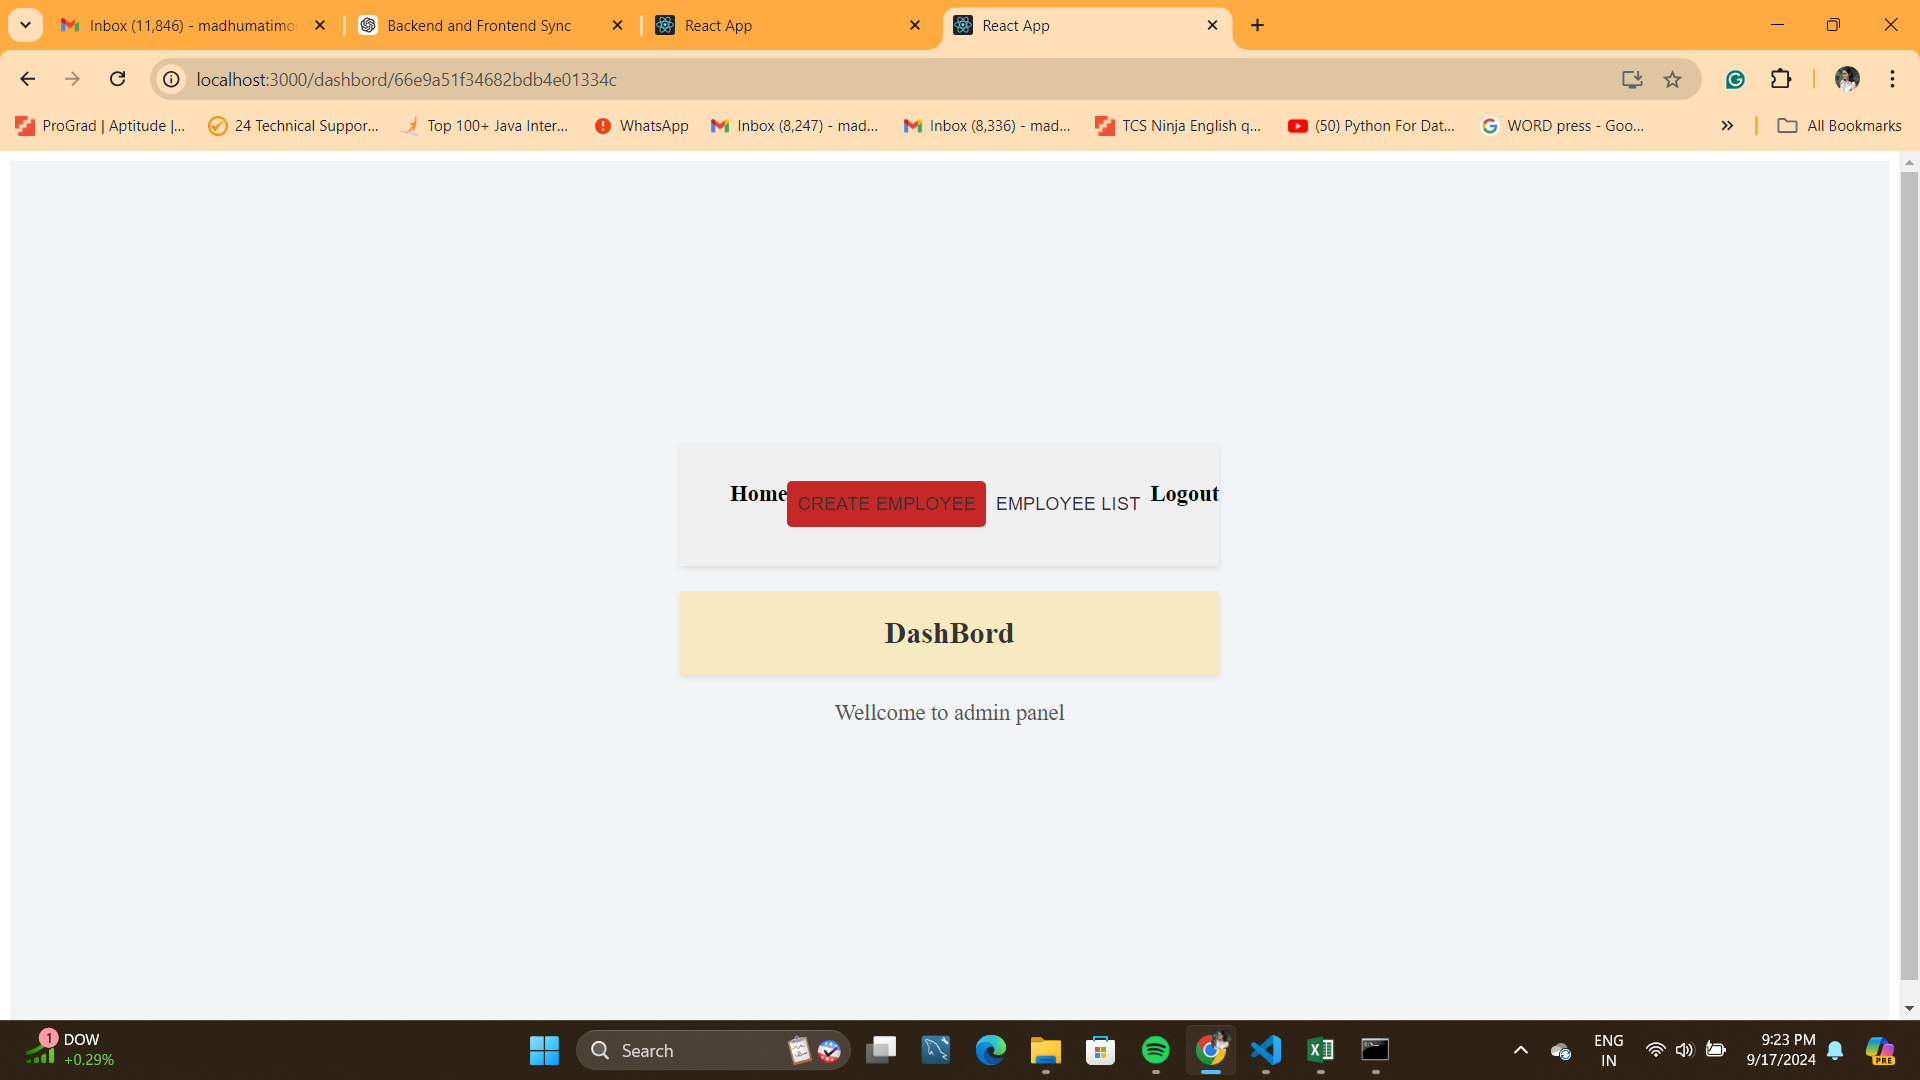 Inbox (11,846) - madhumatimo
Backend and Frontend Sync
React App
React App
localhost:3000/dashbord/66e9a51f34682bdb4e01334c
ProGrad | Aptitude |...
24 Technical Suppor...
Top 100+ Java Inter...
WhatsApp
Inbox (8,247) - mad...
Inbox (8,336) - mad...
TCS Ninja English q...
(50) Python For Dat...
WORD press - Goo...
All Bookmarks
Home
CREATE EMPLOYEE
EMPLOYEE LIST
Logout
DashBord
Wellcome to admin panel
1
DOW
+0.29%
Search
ENG
IN
9:23 PM
9/17/2024
PRE